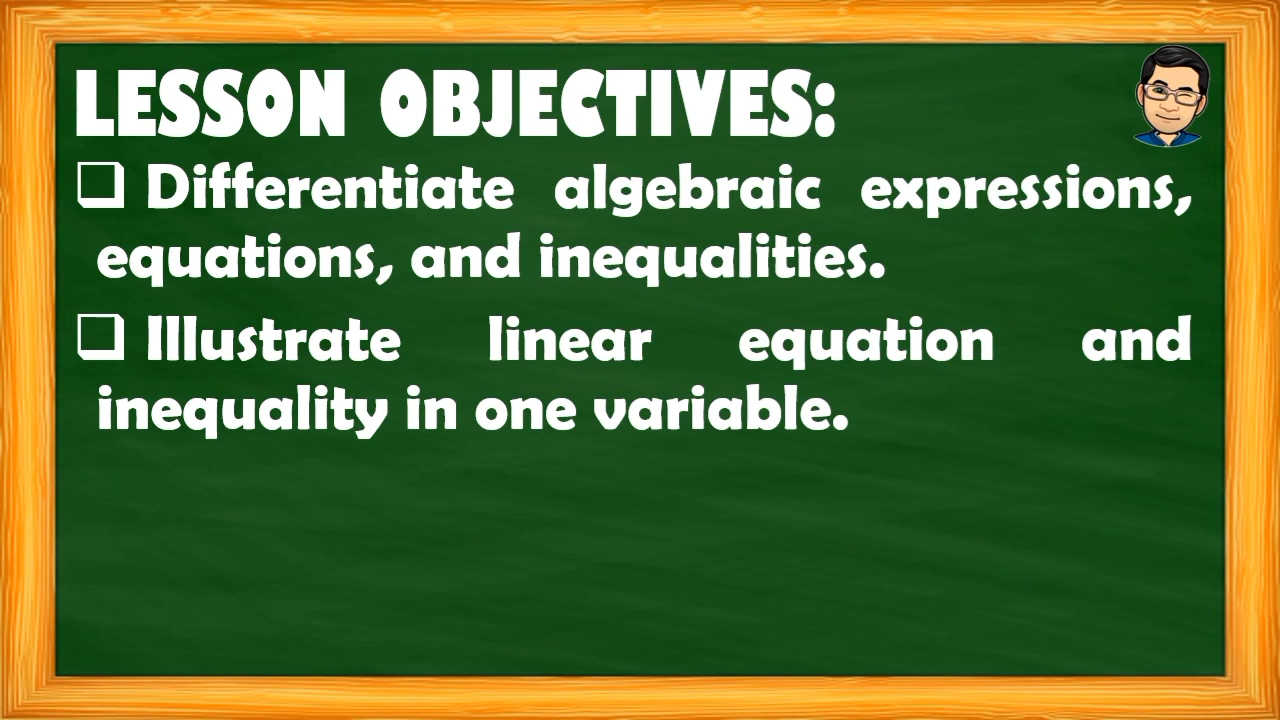 LESSON OBJECTIVES:
❑ Differentiate algebraic expressions,
equations, and inequalities.
❑ Illustrate linear equation and
inequality in one variable.